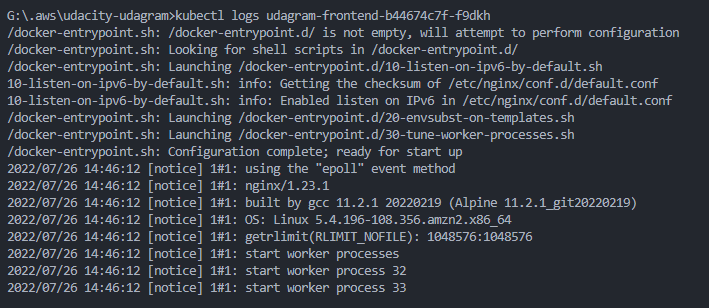 G:\.aws\udacity-udagram>kubectl logs udagram-frontend-b44674c7f-f9dkh
/docker-entrypoint.sh: /docker-entrypoint.d/ is not empty, will attempt to perform configuration
/docker-entrypoint.sh: Looking for shell scripts in /docker-entrypoint.d/
/docker-entrypoint.sh: Launching /docker-entrypoint.d/10-listen-on-ipv6-by-default.sh
10-listen-on-ipv6-by-default.sh: info: Getting the checksum of /etc/nginx/conf.d/default.conf
10-listen-on-ipv6-by-default.sh: info: Enabled listen on IPv6 in /etc/nginx/conf.d/default.conf
/docker-entrypoint.sh: Launching /docker-entrypoint.d/20-envsubst-on-templates.sh
/docker-entrypoint.sh: Launching /docker-entrypoint.d/30-tune-worker-processes.sh
/docker-entrypoint.sh: Configuration complete; ready for start up
2022/07/26 14:46:12 [notice] 1#1: using the "epoll" event method
2022/07/26 14:46:12 [notice] 1#1: nginx/1.23.1
2022/07/26 14:46:12 [notice] 1#1: built by gcc 11.2.1 20220219 (Alpine 11.2.1_git20220219)
2022/07/26 14:46:12 [notice] 1#1: OS: Linux 5.4.196-108.356.amzn2.x86_64
2022/07/26 14:46:12 [notice] 1#1: getrlimit(RLIMIT_NOFILE): 1048576:1048576
2022/07/26 14:46:12 [notice] 1#1: start worker processes
2022/07/26 14:46:12 [notice] 1#1: start worker process 32
2022/07/26 14:46:12 [notice] 1#1: start worker process 33